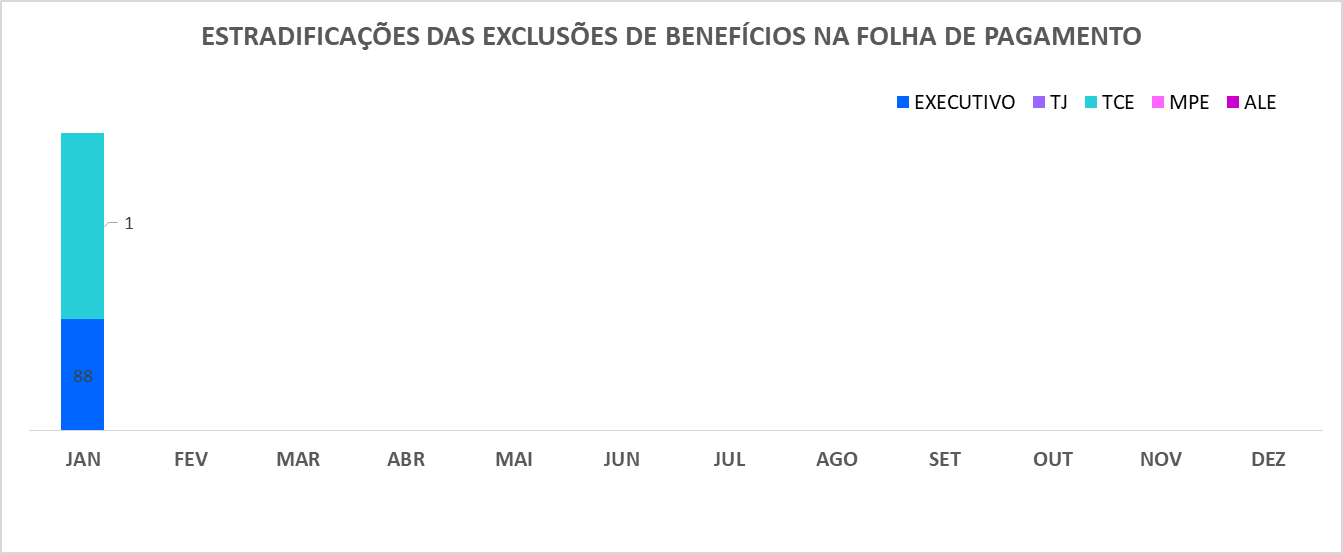 ESTRADIFICAÇÕES DAS EXCLUSÕES DE BENEFÍCIOS NA FOLHA DE PAGAMENTO
EXECUTIVO TJ TCE MPE ALE
1
88
JAN FEV MAR ABR MAI JUN JUL AGO SET OUT NOV DEZ